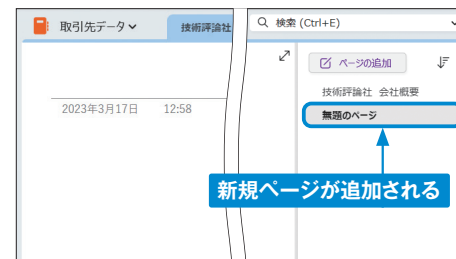 取引先データ
技術評論社
検索 (Ctrl+E)
ページの追加
技術評論社 会社概要
無題のページ
2023年3月17日 12:58
新規ページが追加される